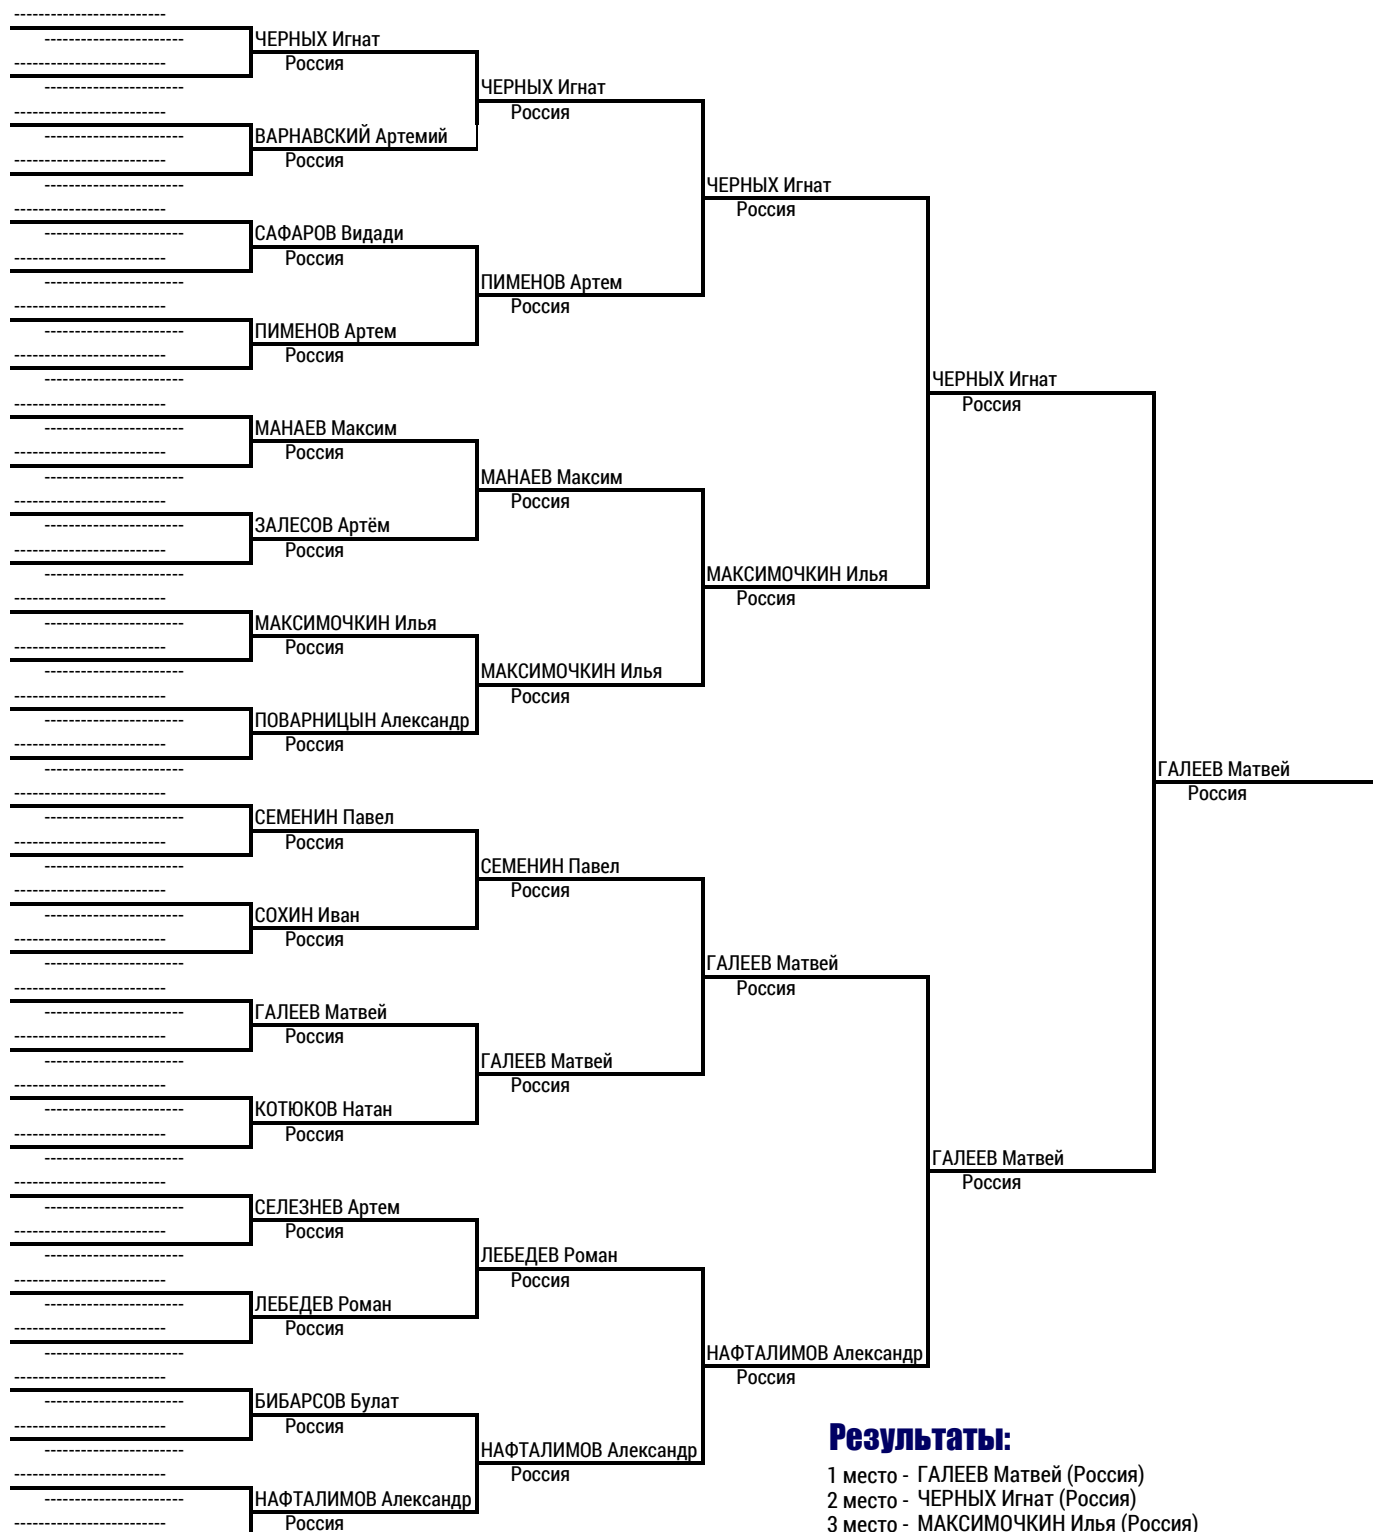 ЧЕРНЫХ Игнат
Россия
ВАРНАВСКИЙ Артемий
Россия
САФАРОВ Видади
Россия
ПИМЕНОВ Артем
Россия
МАНАЕВ Максим
Россия
ЗАЛЕСОВ Артём
Россия
МАКСИМОЧКИН Илья
Россия
ПОВАРНИЦЫН Александр
Россия
СЕМЕНИН Павел
Россия
СОХИН Иван
Россия
ГАЛЕЕВ Матвей
Россия
КОТЮКОВ Натан
Россия
СЕЛЕЗНЕВ Артем
Россия
ЛЕБЕДЕВ Роман
Россия
БИБАРСОВ Булат
Россия
НАФТАЛИМОВ Александр
Россия
ЧЕРНЫХ Игнат
Россия
ПИМЕНОВ Артем
Россия
МАНАЕВ Максим
Россия
МАКСИМОЧКИН Илья
Россия
СЕМЕНИН Павел
Россия
ГАЛЕЕВ Матвей
Россия
ЛЕБЕДЕВ Роман
Россия
НАФТАЛИМОВ Александр
Россия
ЧЕРНЫХ Игнат
Россия
МАКСИМОЧКИН Илья
Россия
ГАЛЕЕВ Матвей
Россия
НАФТАЛИМОВ Александр
Россия
ЧЕРНЫХ Игнат
Россия
ГАЛЕЕВ Матвей
Россия
ГАЛЕЕВ Матвей
Россия
Результаты:
1 место - ГАЛЕЕВ Матвей (Россия)
2 место - ЧЕРНЫХ Игнат (Россия)
3 место - МАКСИМОЧКИН Илья (Россия)